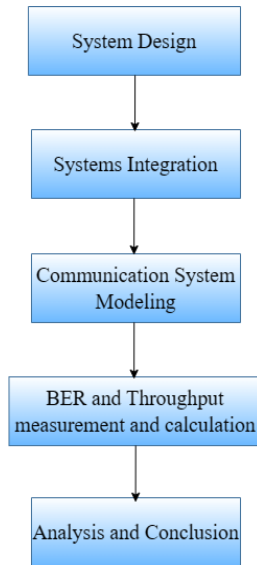 System Design
Systems Integration
Communication System
Modeling
BER and Throughput
measurement and calculation
Analysis and Conclusion